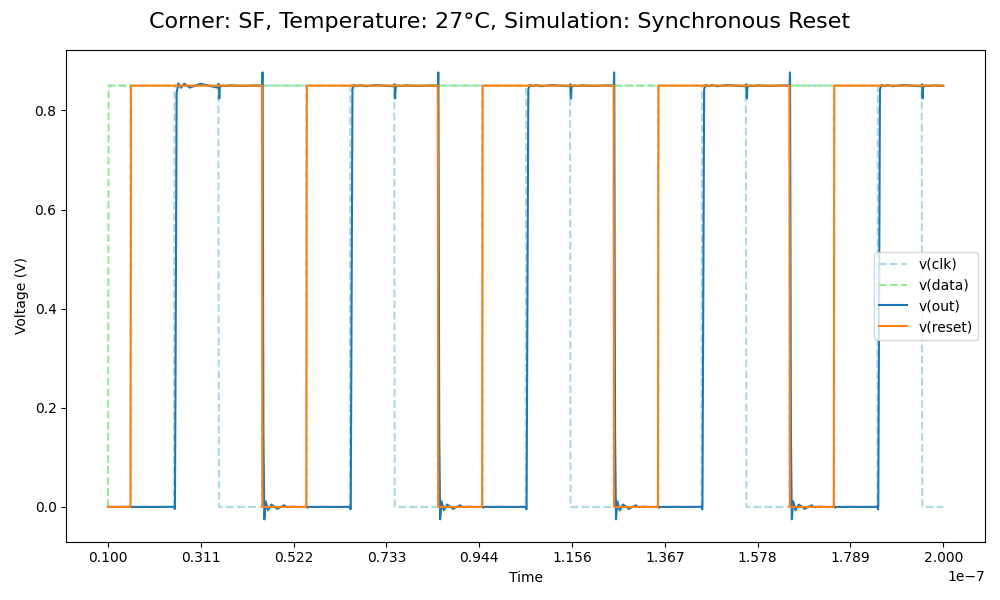 Corner: SF, Temperature: 27°C, Simulation: Synchronous Reset
Voltage (V)
0.8
0.6
0.4
0.2
0.0
v(clk)
v(data)
v(out)
v(reset)
0.100 0.311 0.522 0.733 0.944 1.156 1.367 1.578 1.789 2.000
Time
1e−7